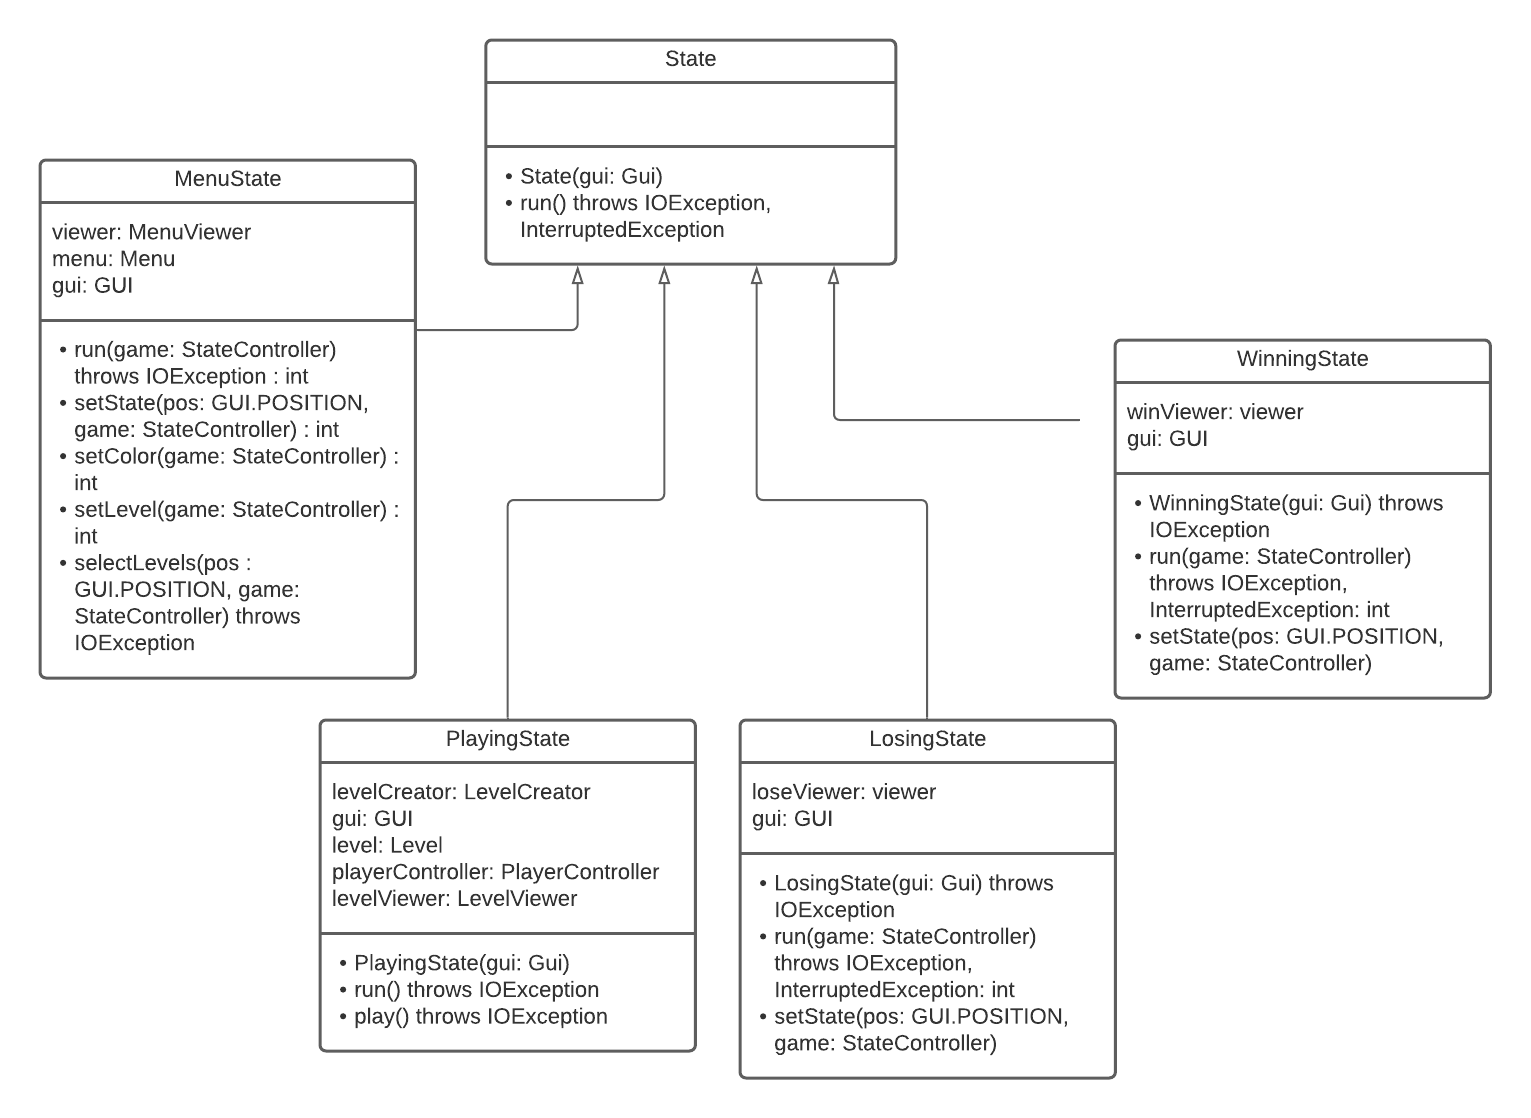 State
• State(gui: Gui)
• run() throws IOException,
InterruptedException
MenuState
viewer: MenuViewer
menu: Menu
gui: GUI
• run(game: StateController)
throws IOException : int
• setState(pos: GUI.POSITION,
game: StateController) : int
• setColor(game: StateController) :
int
• setLevel(game: StateController) :
int
• selectLevels(pos :
GUI.POSITION, game:
StateController) throws
IOException
WinningState
winViewer: viewer
gui: GUI
• WinningState(gui: Gui) throws
IOException
• run(game: StateController)
throws IOException,
InterruptedException: int
• setState(pos: GUI.POSITION,
game: StateController)
PlayingState
levelCreator: LevelCreator
gui: GUI
level: Level
playerController: PlayerController
levelViewer: LevelViewer
• PlayingState(gui: Gui)
• run() throws IOException
• play() throws IOException
LosingState
loseViewer: viewer
gui: GUI
• LosingState(gui: Gui) throws
IOException
• run(game: StateController)
throws IOException,
InterruptedException: int
• setState(pos: GUI.POSITION,
game: StateController)